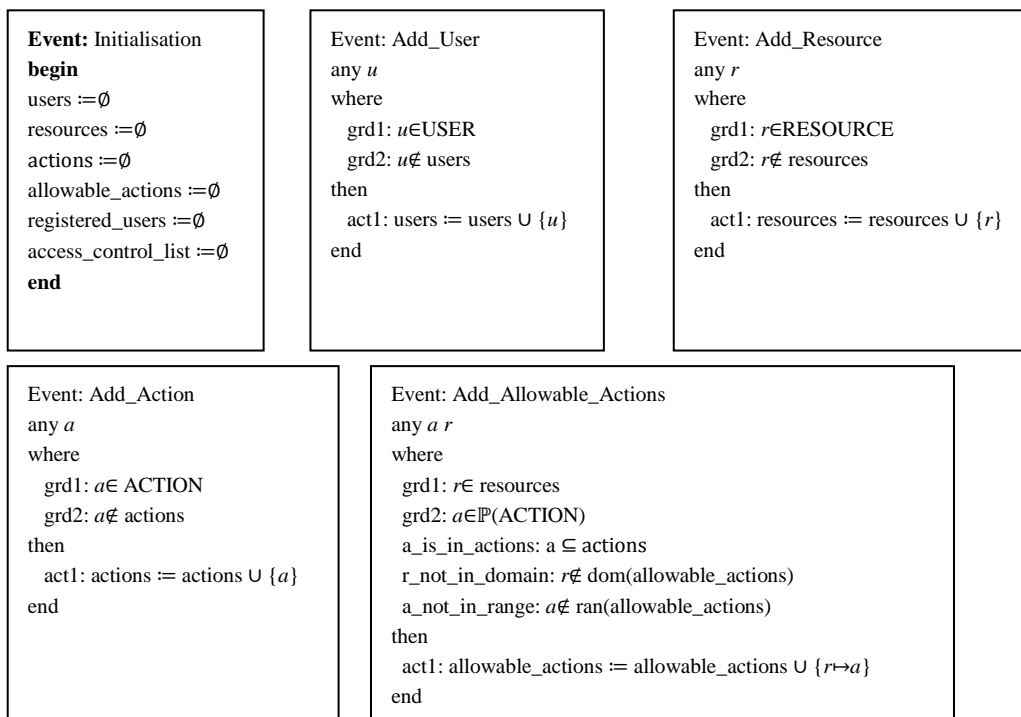 Event: Initialisation
begin
users ≔∅
resources ≔∅
actions ≔∅
allowable_actions ≔∅
registered_users ≔∅
access_control_list ≔∅
end
Event: Add_User
any u
where
grd1: u∈USER
grd2: u∉ users
then
act1: users ≔ users ∪ {u}
end
Event: Add_Resource
any r
where
grd1: r∈RESOURCE
grd2: r∉ resources
then
act1: resources ≔ resources ∪ {r}
end
Event: Add_Action
any a
where
grd1: a∈ ACTION
grd2: a∉ actions
then
act1: actions ≔ actions ∪ {a}
end
Event: Add_Allowable_Actions
any a r
where
grd1: r∈ resources
grd2: a∈ℙ(ACTION)
a_is_in_actions: a ⊆ actions
r_not_in_domain: r∉ dom(allowable_actions)
a_not_in_range: a∉ ran(allowable_actions)
then
act1: allowable_actions ≔ allowable_actions ∪ {r↦a}
end